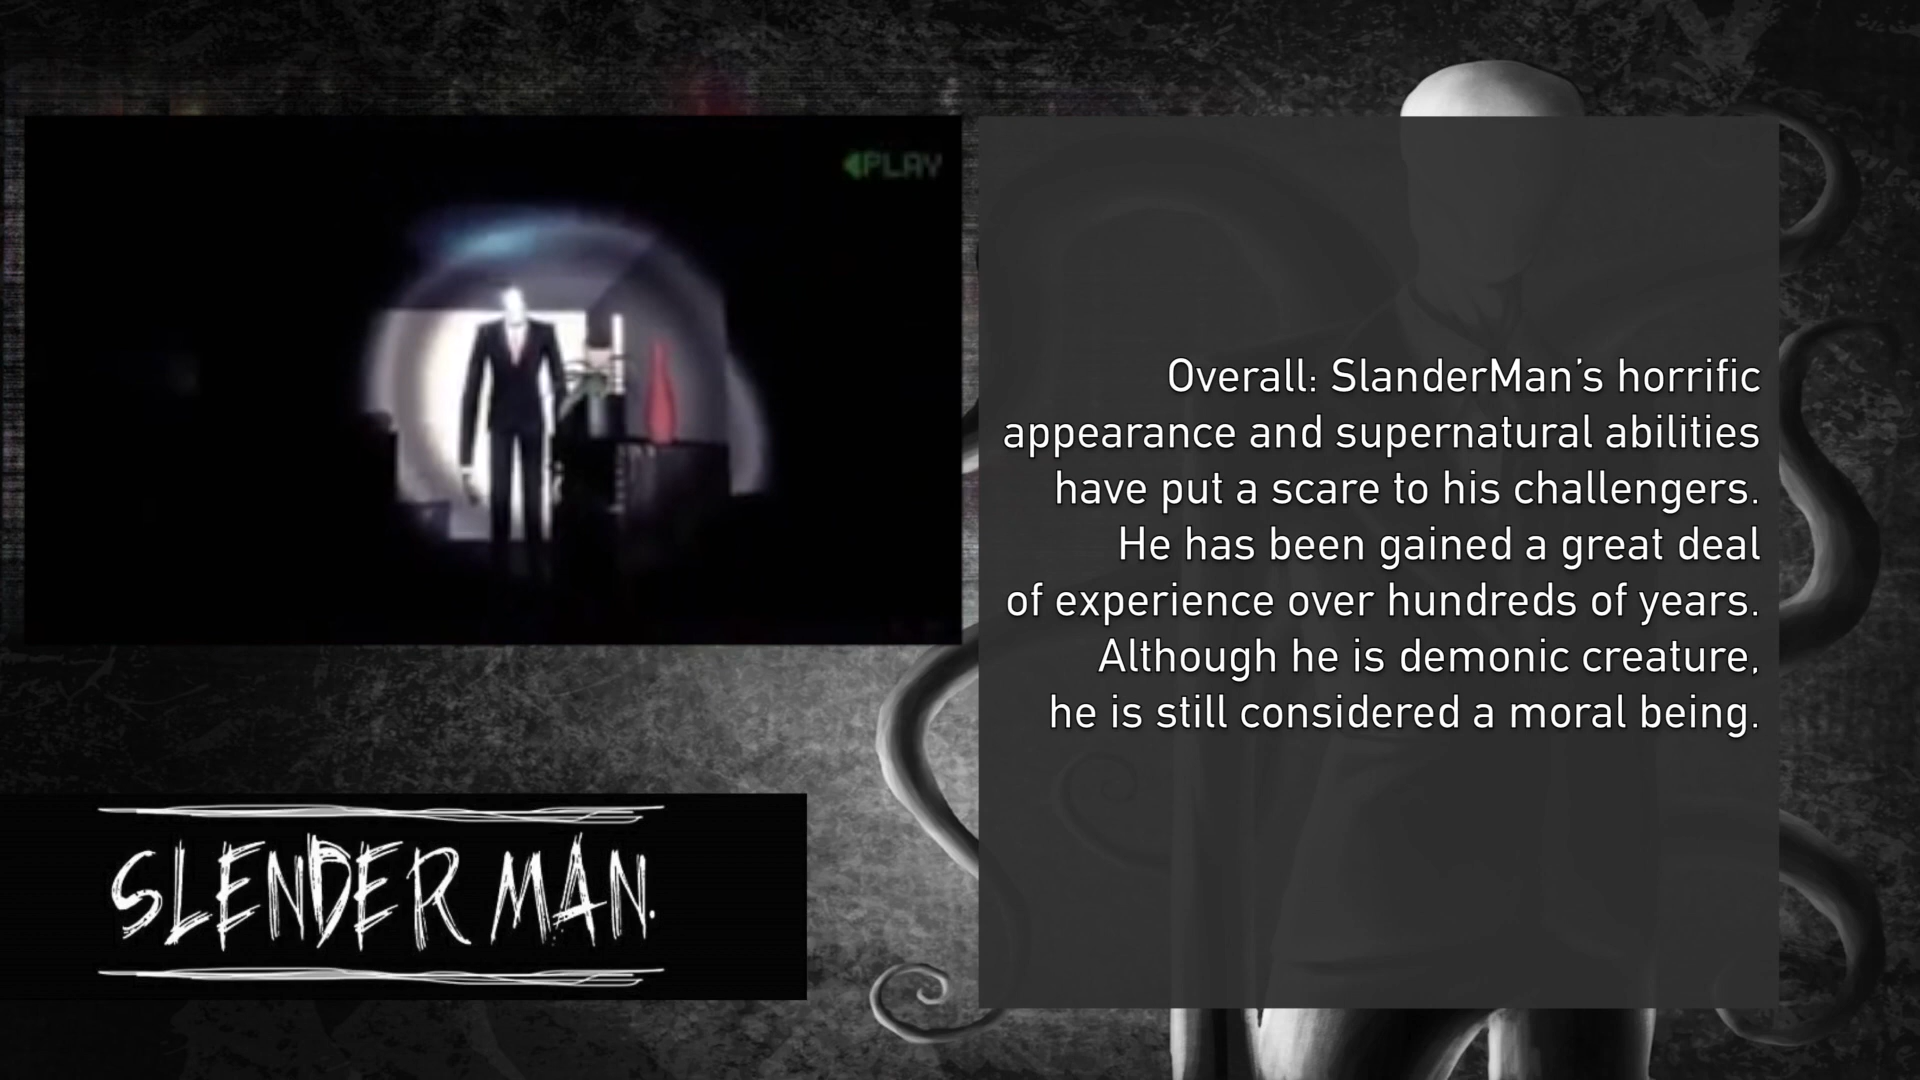 PLAY
Overall: SlanderMan’s horrific
appearance and supernatural abilities
have put a scare to his challengers.
He has been gained a great deal
of experience over hundreds of years.
Although he is demonic creature,
he is still considered a moral being.
SLENDER MAN.